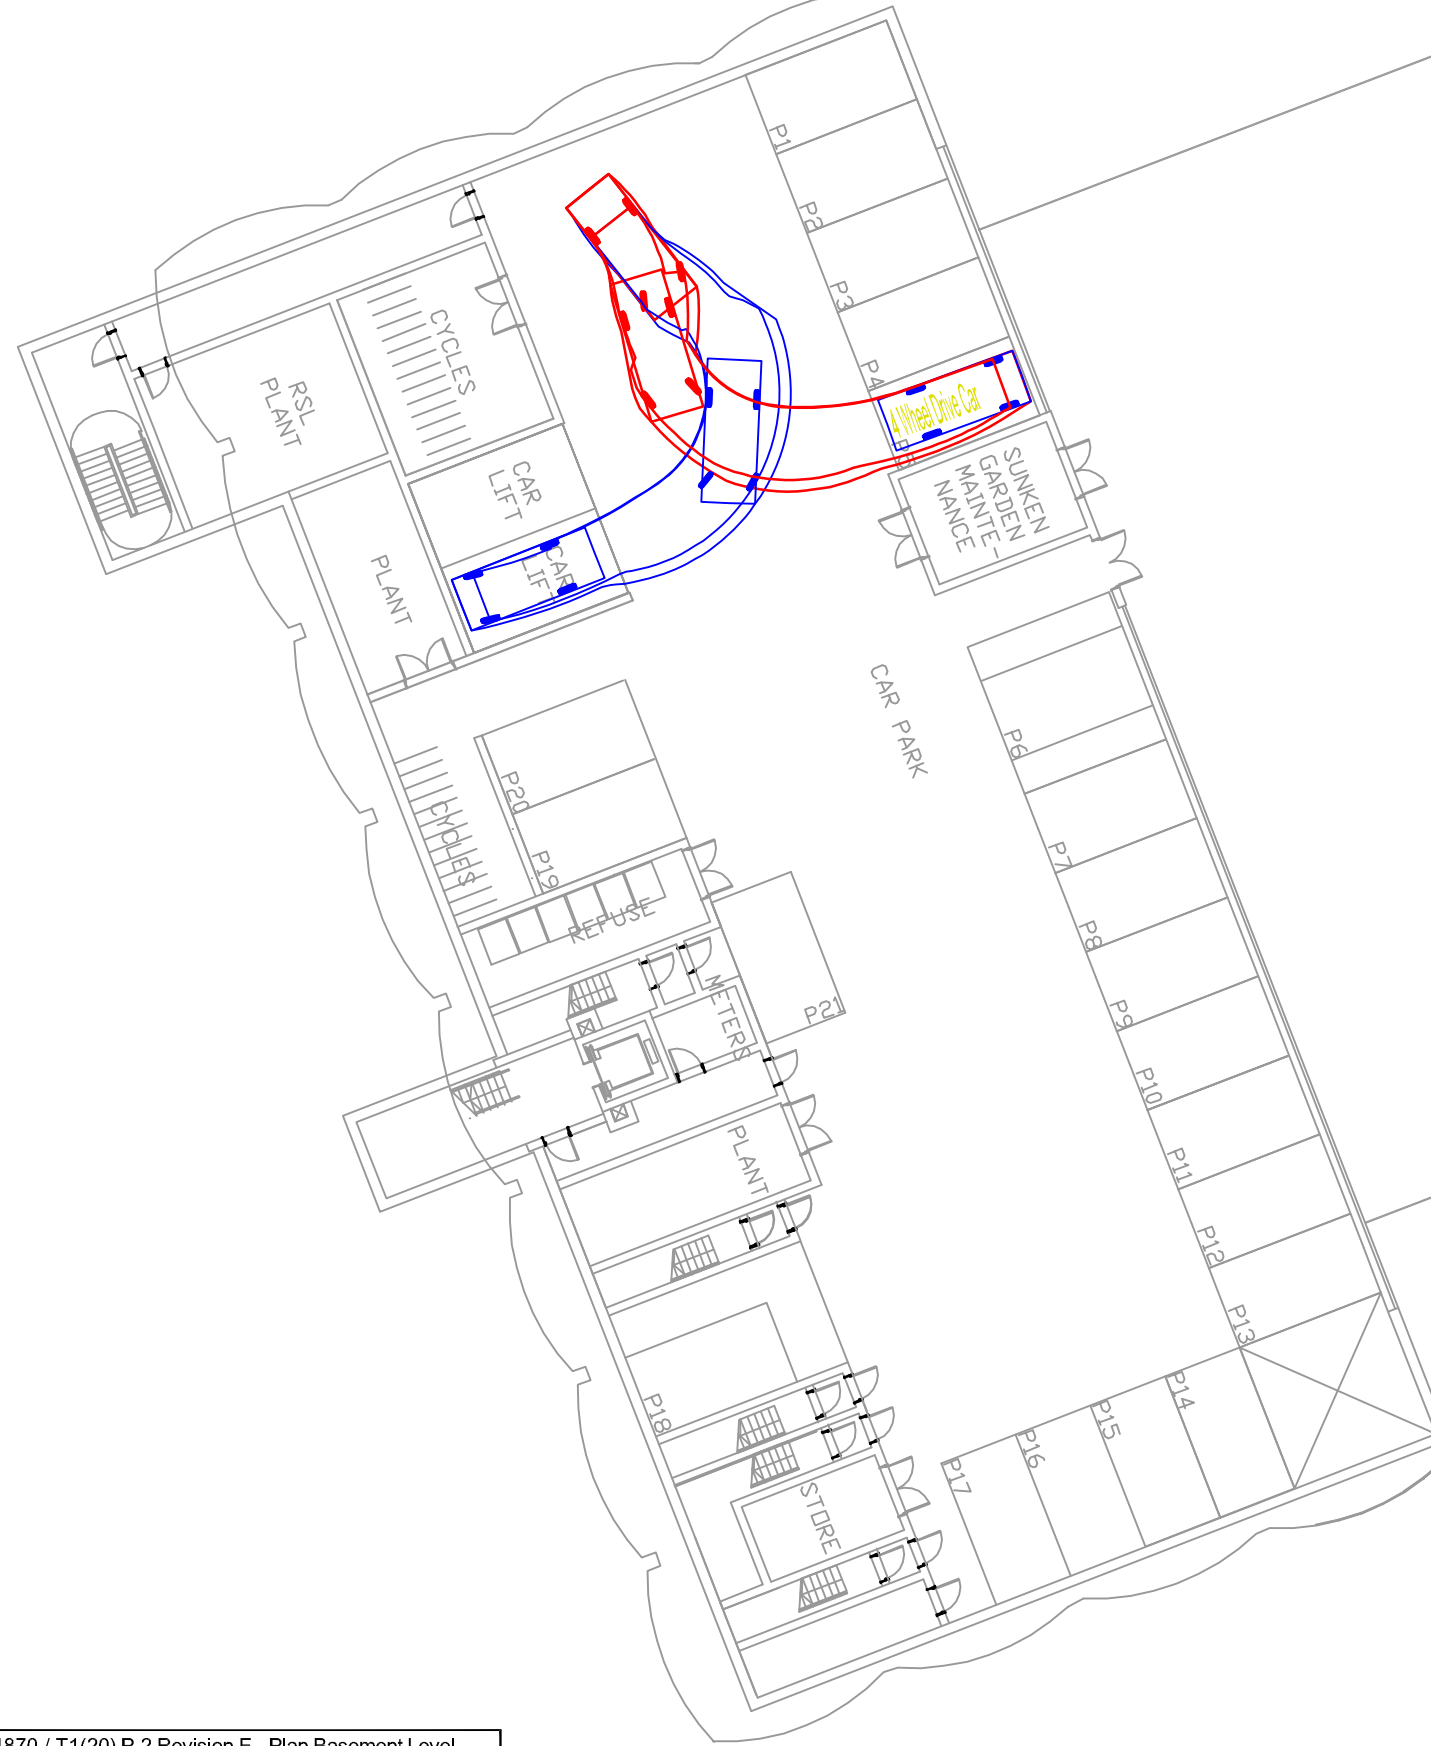 P1
P2
P3
P4
4 Wheel Drive Car
SUNKEN
GARDEN
MAINTE-
NANCE
CYCLES
RSL
PLANT
CAR
LIFT
CAR
PLANT
CAR PARK
P6
P7
P8
P9
P10
P11
P12
P13
P14
P15
P16
P17
P20
P19
CYCLES
REFUSE
METERS
P21
PLANT
P18
STORE
1870 / T1(20) P 2 Revision E - Plan Basement Level